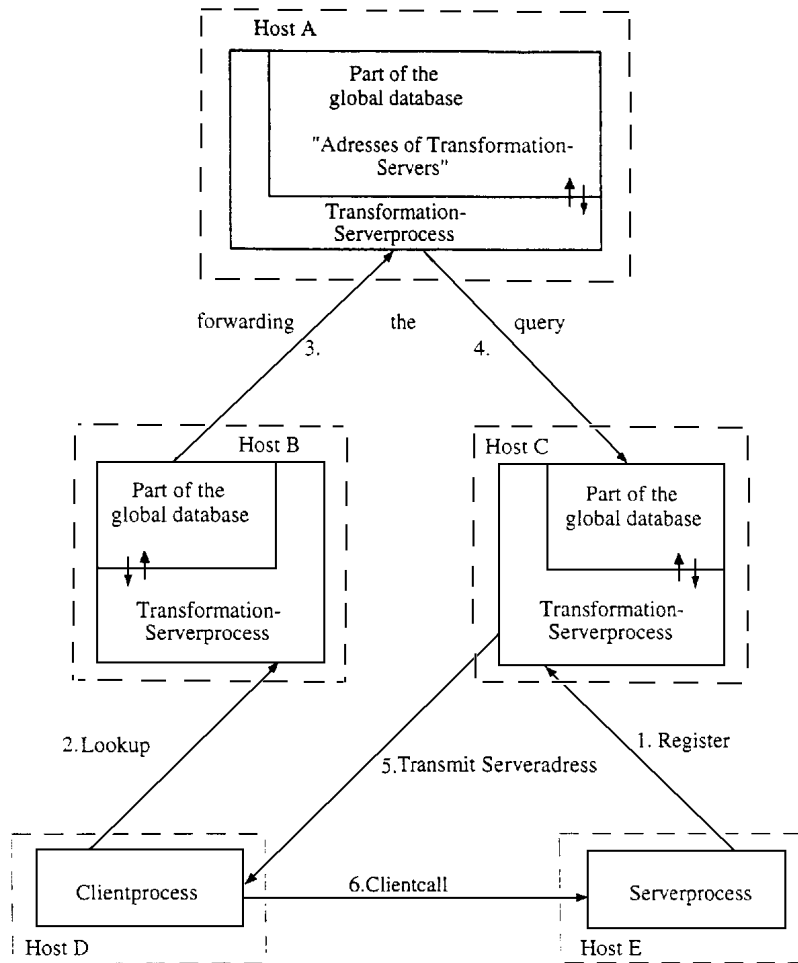 Host A
Part of the
global database
"Adresses of Transformation-
Servers"
Transformation-
Serverprocess
forwarding the query
3. 4.
Host B
Part of the
global database
Transformation-
Serverprocess
Host C
Part of the
global database
Transformation-
Serverprocess
2.Lookup
1. Register
5.Transmit Serveradress
Clientprocess
6.Clientcall
Serverprocess
Host D
Host E